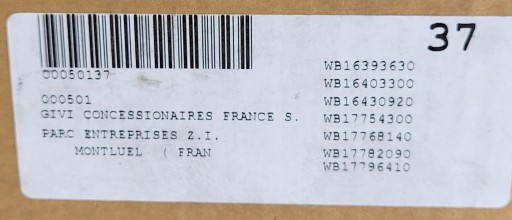 37
00050137
000501
GIVI CONCESSIONAIRES FRANCE S.
PARC ENTREPRISES Z.I.
MONTLUEL ( FRAN
WB16393630
WB16403300
WB16430920
WB17754300
WB17768140
WB17782090
WB17796410